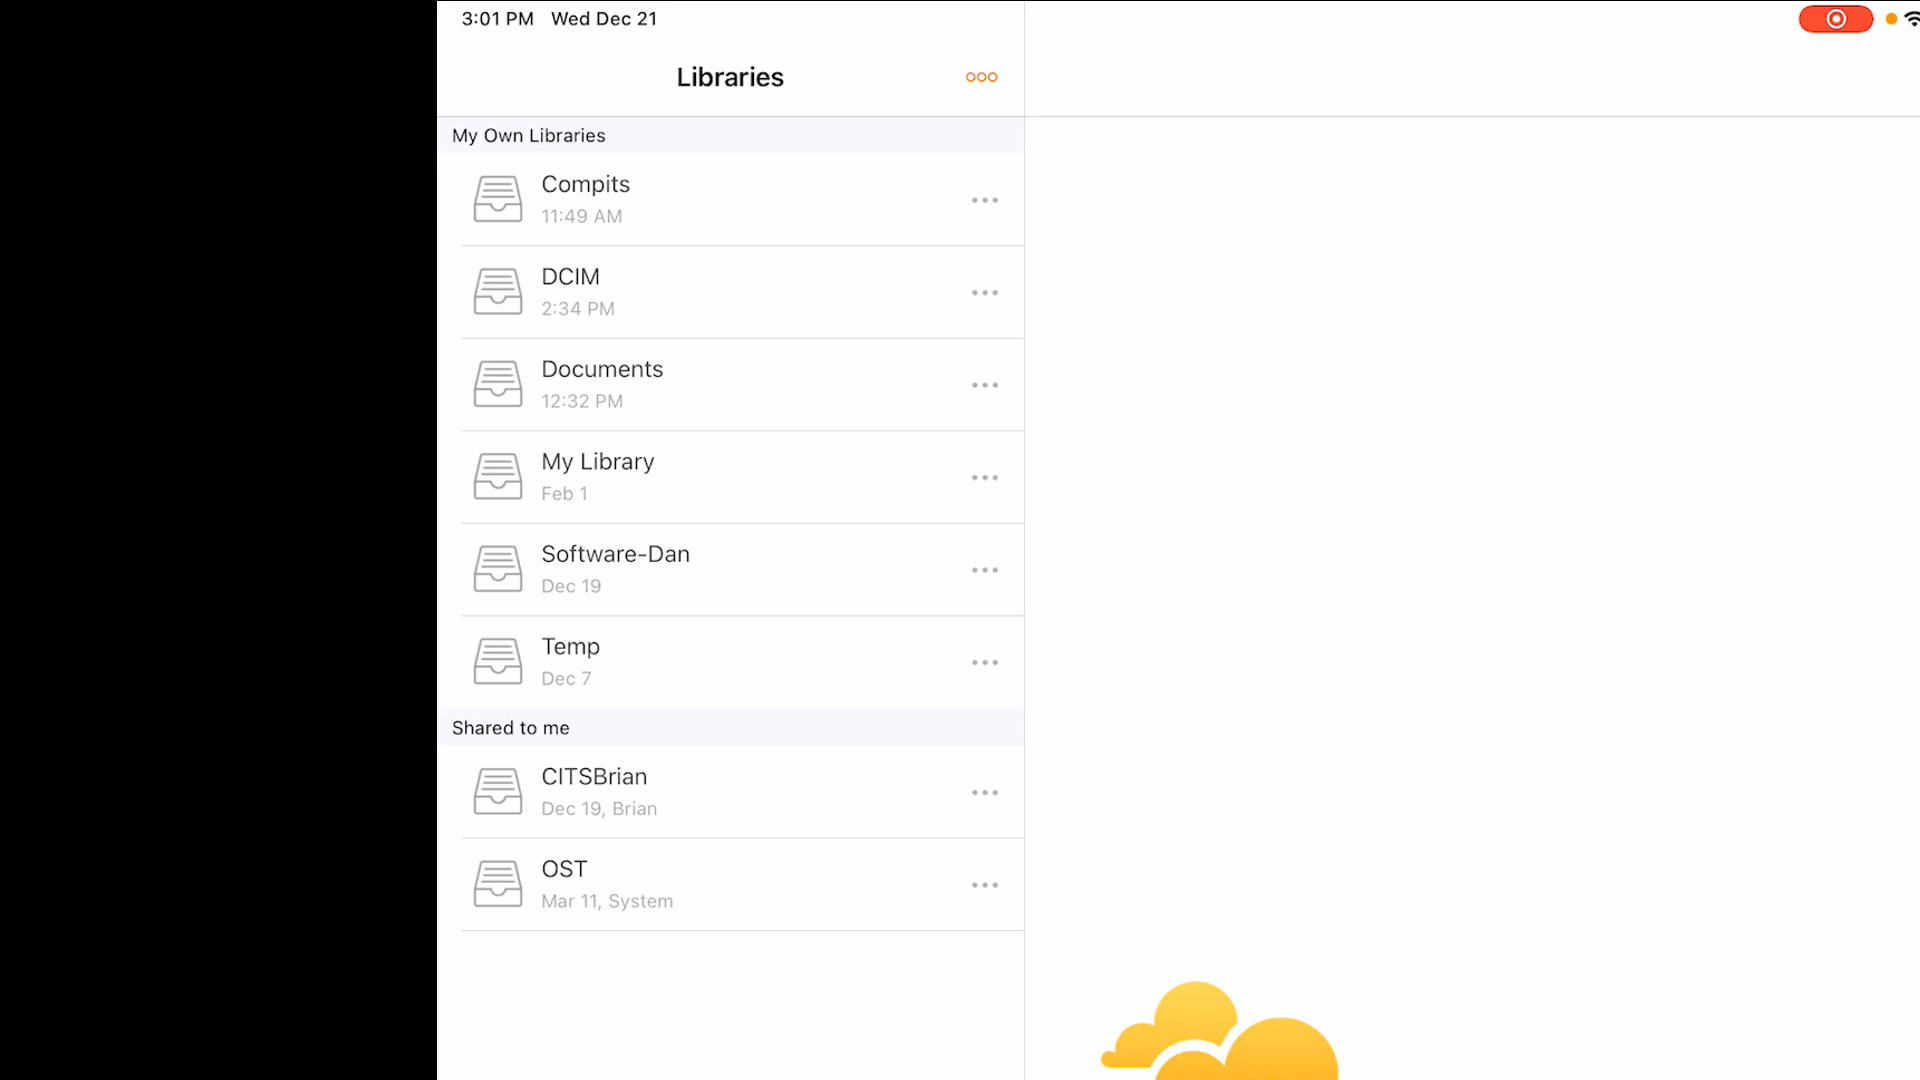 3:01 PM Wed Dec 21
Libraries
My Own Libraries
Compits
11:49 AM
DCIM
2:34 PM
Documents
12:32 PM
My Library
Feb 1
Software-Dan
Dec 19
Temp
Dec 7
Shared to me
CITSBrian
Dec 19, Brian
OST
Mar 11, System